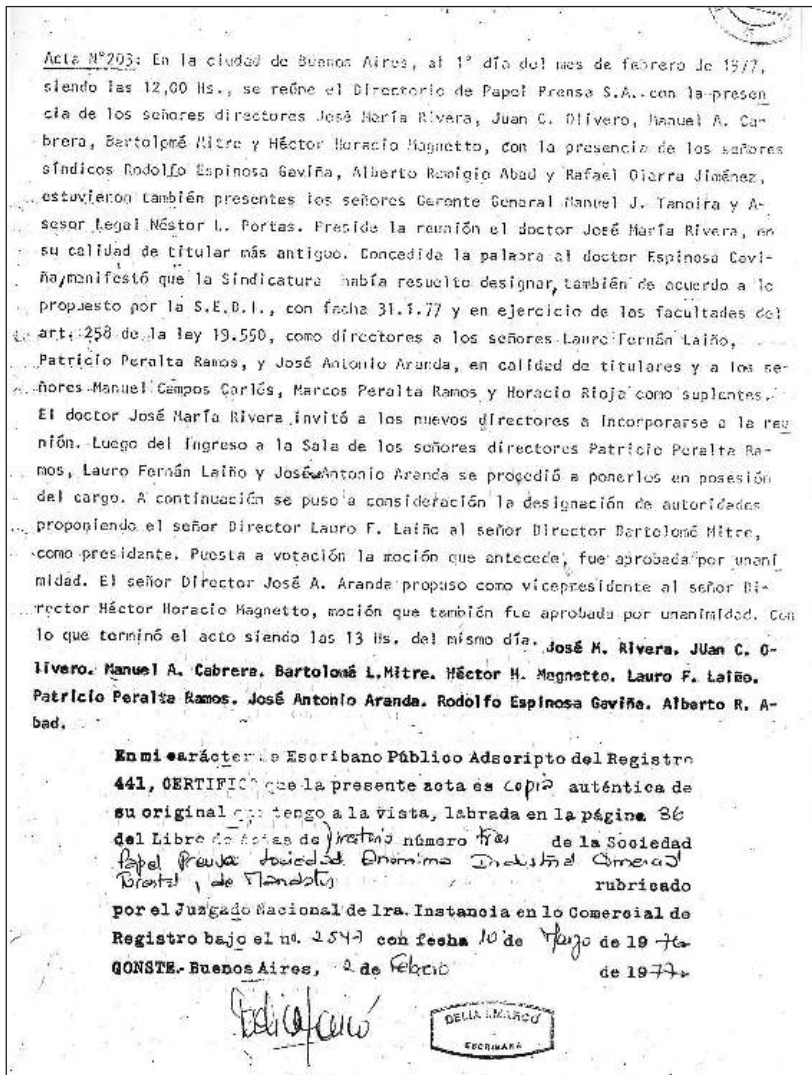 Acta N°203: En la ciudad de Buenos Aires, al 1° día del mes de febrero de 1977,
siendo las 12,00 Hs., se reúne el Directorio de Papel Prensa S.A. con la presen
cia de los señores directores José María Rivera, Juan C. Olivero, Manuel A. Ca-
brera, Bartolomé Mitre y Héctor Horacio Magnetto, con la presencia de los señores
síndicos Rodolfo Espinosa Gaviña, Alberto Remigio Abad y Rafael Olarra Jiménez,
estuvieron también presentes los señores Gerente General Manuel J. Tanoira y A-
sesor Legal Néstor L. Portas. Preside la reunión el doctor José María Rivera, en
su calidad de titular más antiguo. Concedida la palabra al doctor Espinosa Gavi-
ña, manifestó que la Sindicatura había resuelto designar, también de acuerdo a lo
propuesto por la S.E.D.I., con fecha 31.1.77 y en ejercicio de las facultades del
art. 258 de la ley 19.550, como directores a los señores Lauro Fernán Laiño,
Patricio Peralta Ramos, y José Antonio Aranda, en calidad de titulares y a los se-
ñores Manuel Campos Carlés, Marcos Peralta Ramos y Horacio Rioja como suplentes.
El doctor José María Rivera invitó a los nuevos directores a incorporarse a la reu
nión. Luego del ingreso a la Sala de los señores directores Patricio Peralta Ra-
mos, Lauro Fernán Laiño y José Antonio Aranda se procedió a ponerlos en posesión
del cargo. A continuación se puso a consideración la designación de autoridades
proponiendo el señor Director Lauro F. Laiño al señor Director Bartolomé Mitre,
como presidente. Puesta a votación la moción que antecede, fue aprobada por unani
midad. El señor Director José A. Aranda propuso como vicepresidente al señor Di-
rector Héctor Horacio Magnetto, moción que también fue aprobada por unanimidad. Con
lo que terminó el acto siendo las 13 Hs. del mismo día. José M. Rivera. JUan C. O-
livero. Manuel A. Cabrera. Bartolomé L.Mitre. Héctor H. Magnetto. Lauro F. Laiño.
Patricio Peralta Ramos. José Antonio Aranda. Rodolfo Espinosa Gaviña. Alberto R. A-
bad.
En mi carácter de Escribano Público Adscripto del Registro
441, CERTIFICO que la presente acta es copia auténtica de
su original que tengo a la vista, labrada en la página 86
del Libro de Actas de Directorio número tres de la Sociedad
Papel Prensa Sociedad Anónima Industrial Comercial
Forestal y de Mandatos rubricado
por el Juzgado Nacional de 1ra. Instancia en lo Comercial de
Registro bajo el no. 2547 con fecha 10 de Marzo de 1976
CONSTE.- Buenos Aires, 2 de Febrero de 1977.
ESCRIBANA